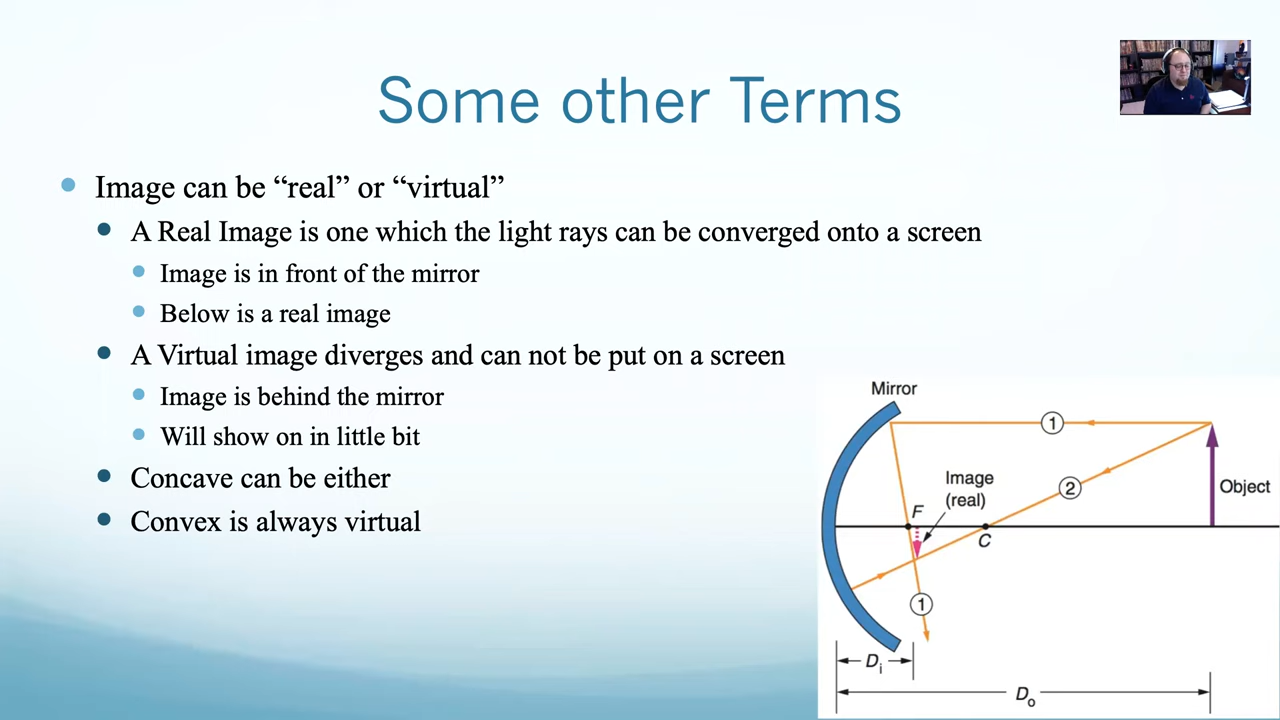 Some other Terms
Image can be “real” or “virtual”
A Real Image is one which the light rays can be converged onto a screen
Image is in front of the mirror
Below is a real image
A Virtual image diverges and can not be put on a screen
Image is behind the mirror
Will show on in little bit
Concave can be either
Convex is always virtual
Mirror
1
Image
(real)
2
Object
F
C
1
Di
Do